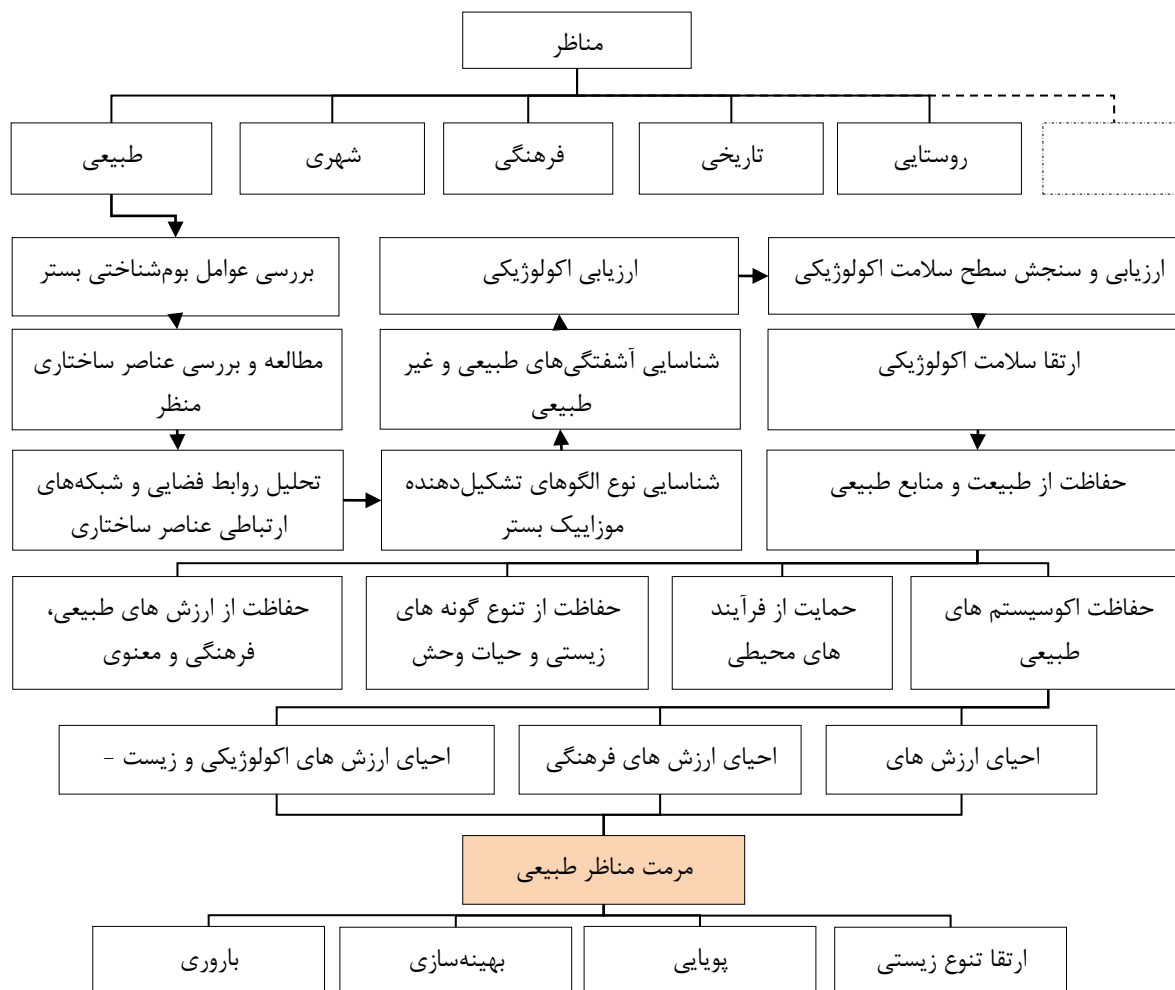 مناظر
روستایی
تاریخی
فرهنگی
شهری
طبیعی
بررسی عوامل بوم‌شناختی بستر
مطالعه و بررسی عناصر ساختاری
منظر
تحلیل روابط فضایی و شبکه‌های
ارتباطی عناصر ساختاری
شناسایی نوع الگوهای تشکیل‌دهنده
موزاییک بستر
شناسایی آشفتگی‌های طبیعی و غیر
طبیعی
ارزیابی اکولوژیکی
ارزیابی و سنجش سطح سلامت اکولوژیکی
ارتقا سلامت اکولوژیکی
حفاظت از طبیعت و منابع طبیعی
حفاظت اکوسیستم های
طبیعی
حمایت از فرآیند
های محیطی
حفاظت از تنوع گونه های
زیستی و حیات وحش
حفاظت از ارزش های طبیعی،
فرهنگی و معنوی
احیای ارزش های
احیای ارزش های فرهنگی
احیای ارزش های اکولوژیکی و زیست -
مرمت مناظر طبیعی
ارتقا تنوع زیستی
پویایی
بهینه‌سازی
باروری